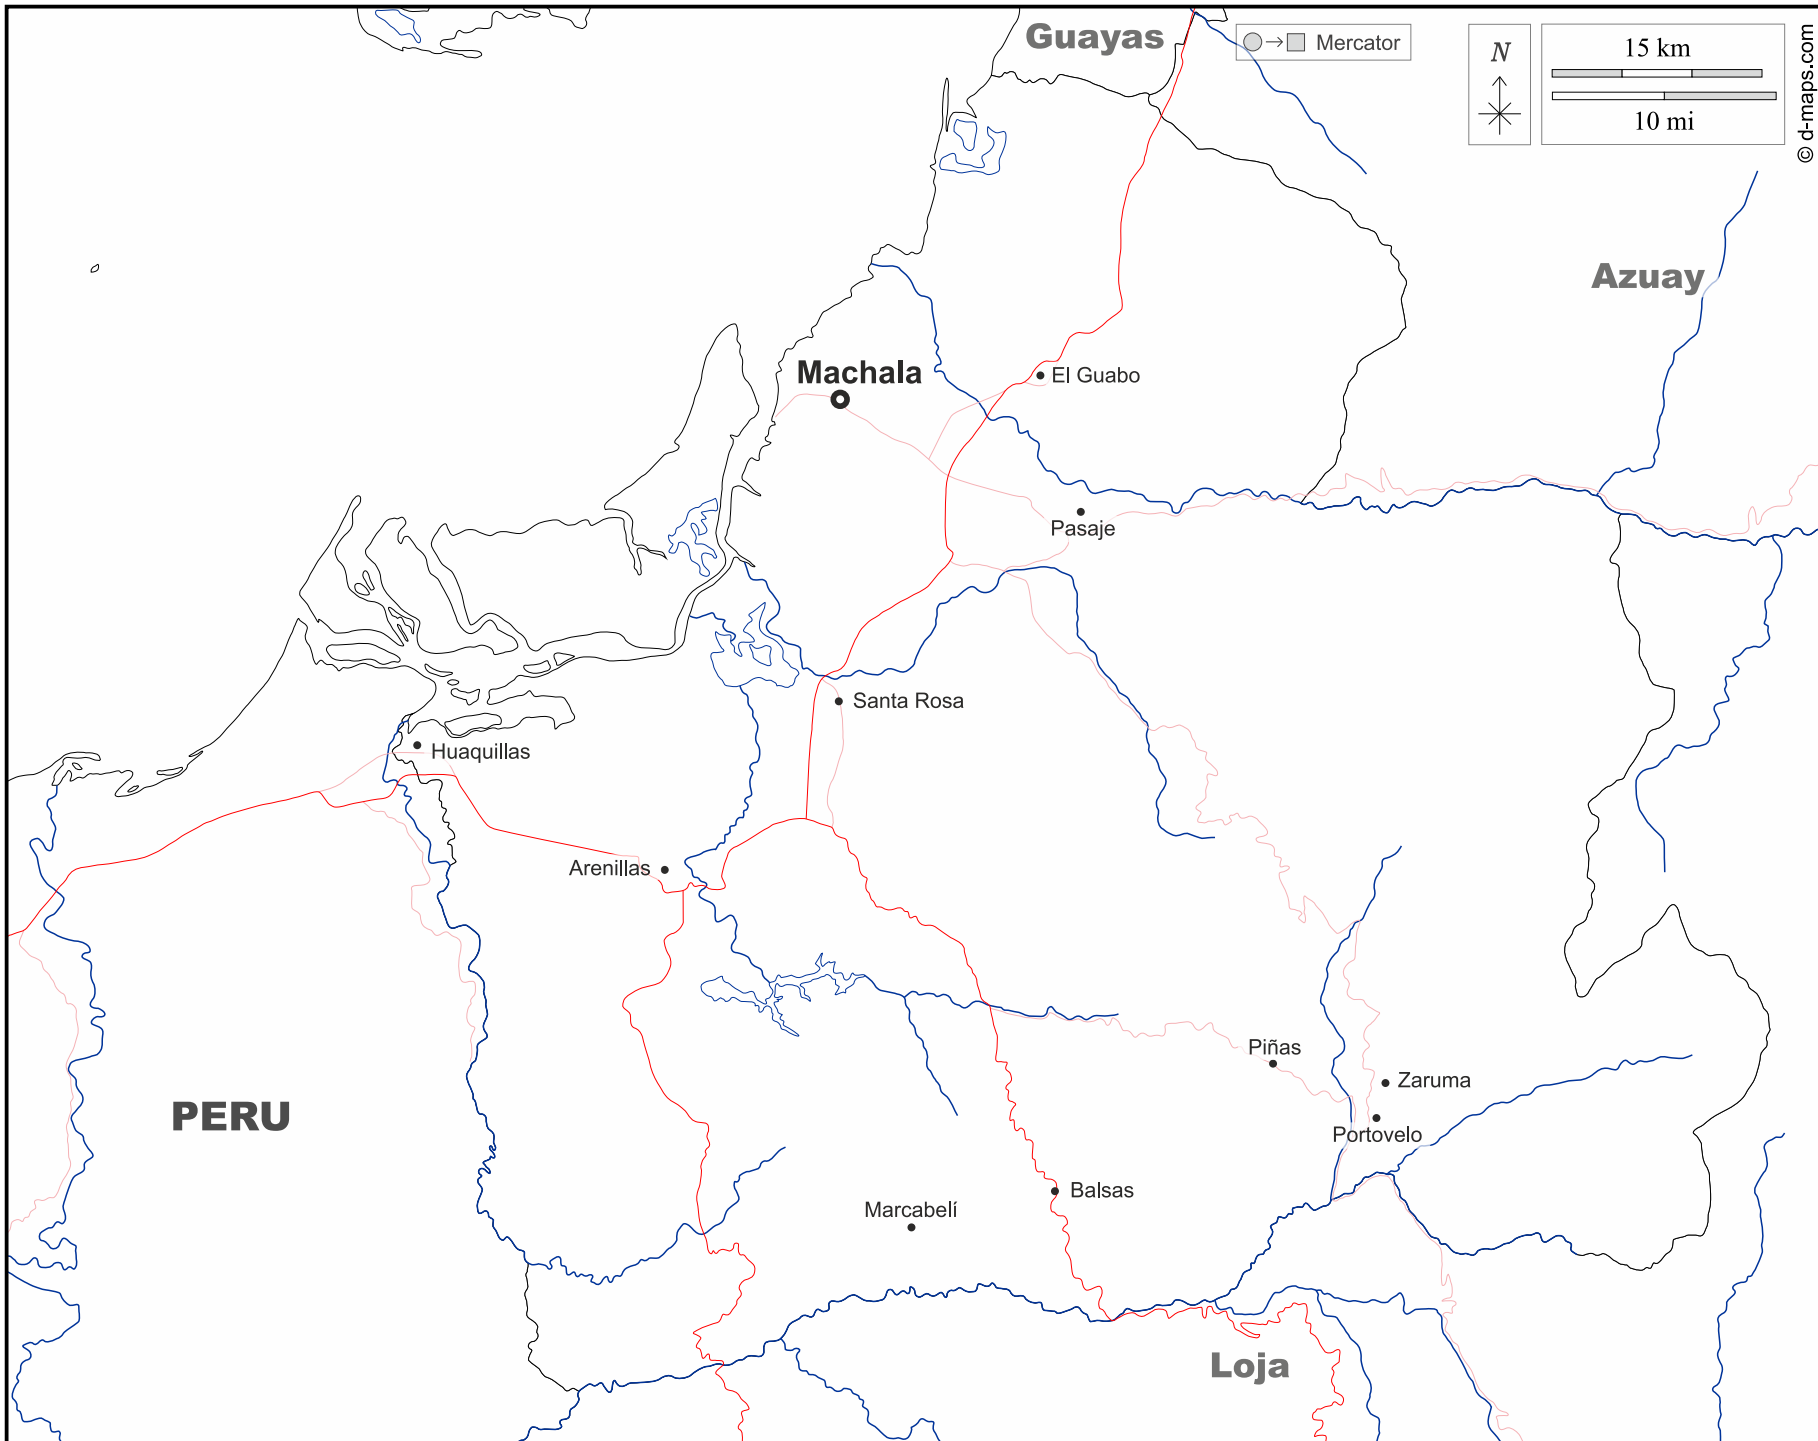 Guayas
Mercator
N
15 km
10 mi
© d-maps.com
Azuay
Machala
El Guabo
Pasaje
Santa Rosa
Huaquillas
Arenillas
Piñas
Zaruma
PERU
Portovelo
Balsas
Marcabelí
Loja